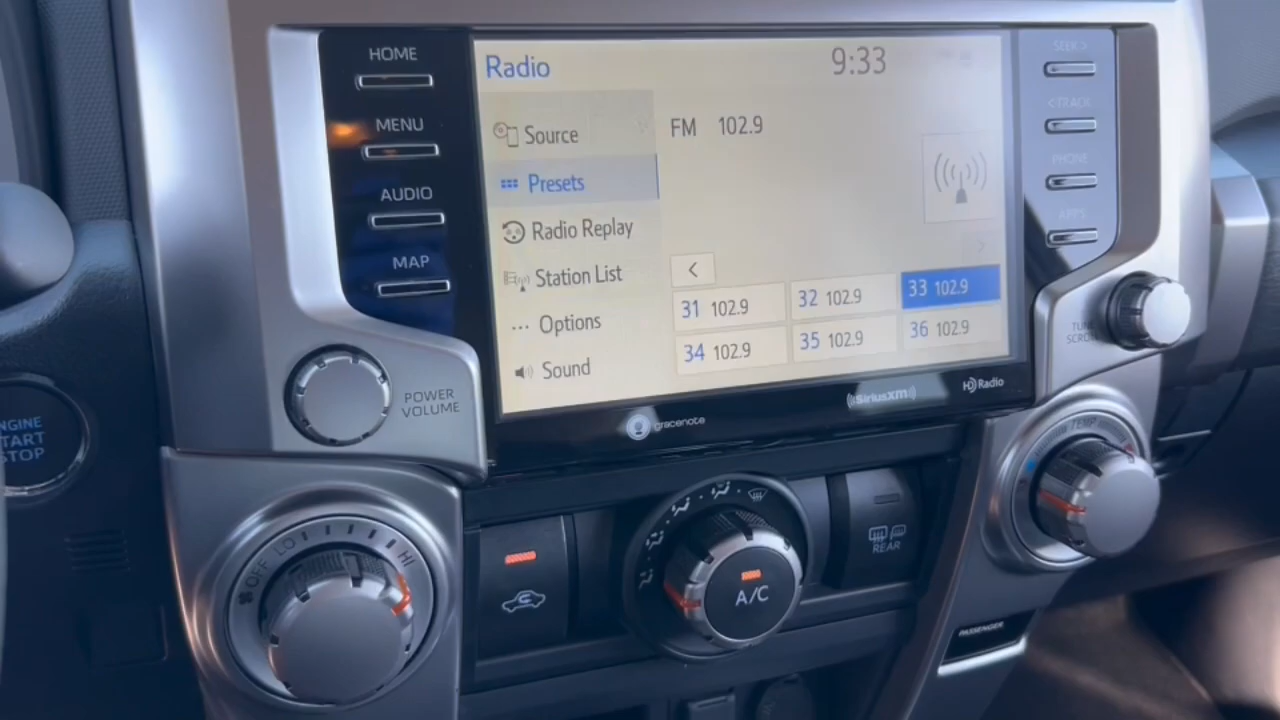 HOME
MENU
AUDIO
MAP
POWER
VOLUME
Radio
9:33
Source
Presets
Radio Replay
Station List
... Options
Sound
FM 102.9
<
>
31 102.9
32 102.9
33 102.9
34 102.9
35 102.9
36 102.9
SEEK >
< TRACK
PHONE
APPS
TUNE
SCROLL
gracenote
((SiriusXM))
HD Radio
ENGINE
START
STOP
OFF
LO
HI
A/C
REAR
TEMP
PASSENGER